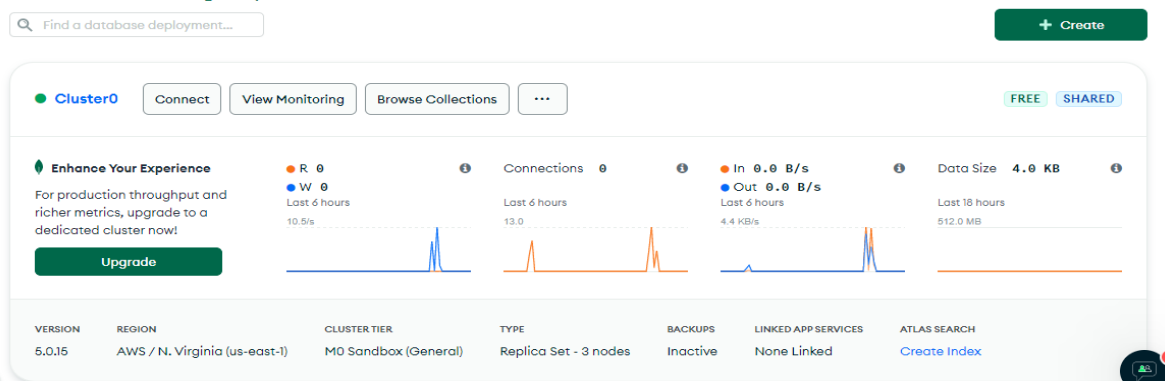 Find a database deployment...
+ Create
Cluster0
Connect
View Monitoring
Browse Collections
...
FREE
SHARED
Enhance Your Experience
For production throughput and
richer metrics, upgrade to a
dedicated cluster now!
Upgrade
R 0
W 0
Last 6 hours
10.5/s
Connections 0
Last 6 hours
13.0
In 0.0 B/s
Out 0.0 B/s
Last 6 hours
4.4 KB/s
Data Size 4.0 KB
Last 18 hours
512.0 MB
VERSION
5.0.15
REGION
AWS / N. Virginia (us-east-1)
CLUSTER TIER
M0 Sandbox (General)
TYPE
Replica Set - 3 nodes
BACKUPS
Inactive
LINKED APP SERVICES
None Linked
ATLAS SEARCH
Create Index